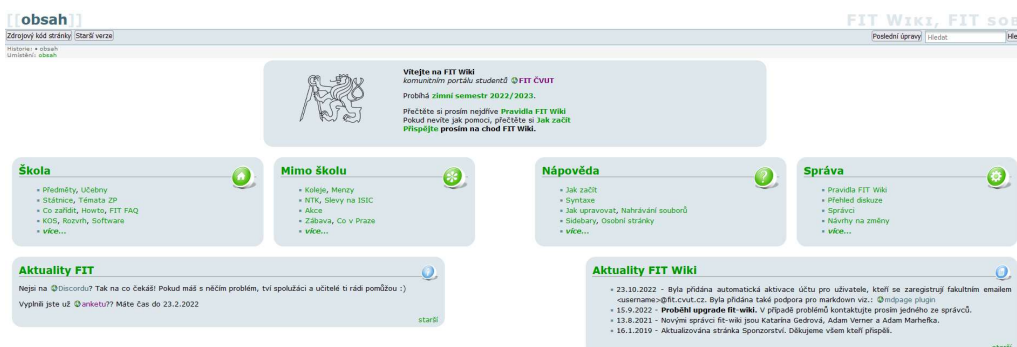 [[obsah]]
FIT WIKI, FIT SOB
Zdrojový kód stránky Starší verze
Poslední úpravy Hledat Hle
Historie: • obsah
Umístění: obsah
Vítejte na FIT Wiki
komunitním portálu studentů FIT ČVUT
Probíhá zimní semestr 2022/2023.
Přečtěte si prosím nejdříve Pravidla FIT Wiki
Pokud nevíte jak pomoci, přečtěte si Jak začít
Přispějte prosím na chod FIT Wiki.
Škola
Předměty, Učebny
Státnice, Témata ZP
Co zařídit, Howto, FIT FAQ
KOS, Rozvrh, Software
více...
Mimo školu
Koleje, Menzy
NTK, Slevy na ISIC
Akce
Zábava, Co v Praze
více...
Nápověda
Jak začít
Syntaxe
Jak upravovat, Nahrávání souborů
Sidebary, Osobní stránky
více...
Správa
Pravidla FIT Wiki
Přehled diskuze
Správci
Návrhy na změny
více...
Aktuality FIT
Nejsi na Discordu? Tak na co čekáš! Pokud máš s něčím problém, tví spolužáci a učitelé ti rádi pomůžou :)
Vyplnili jste už anketu?? Máte čas do 23.2.2022
starší
Aktuality FIT Wiki
23.10.2022 - Byla přidána automatická aktivace účtu pro uživatele, kteří se zaregistrují fakultním emailem
<username>@fit.cvut.cz. Byla přidána také podpora pro markdown viz.: mdpage plugin
15.9.2022 - Proběhl upgrade fit-wiki. V případě problémů kontaktujte prosím jedného ze správců.
13.8.2021 - Novými správci fit-wiki jsou Katarína Gedrová, Adam Verner a Adam Marhefka.
16.1.2019 - Aktualizována stránka Sponzorství. Děkujeme všem kteří přispěli.
starší